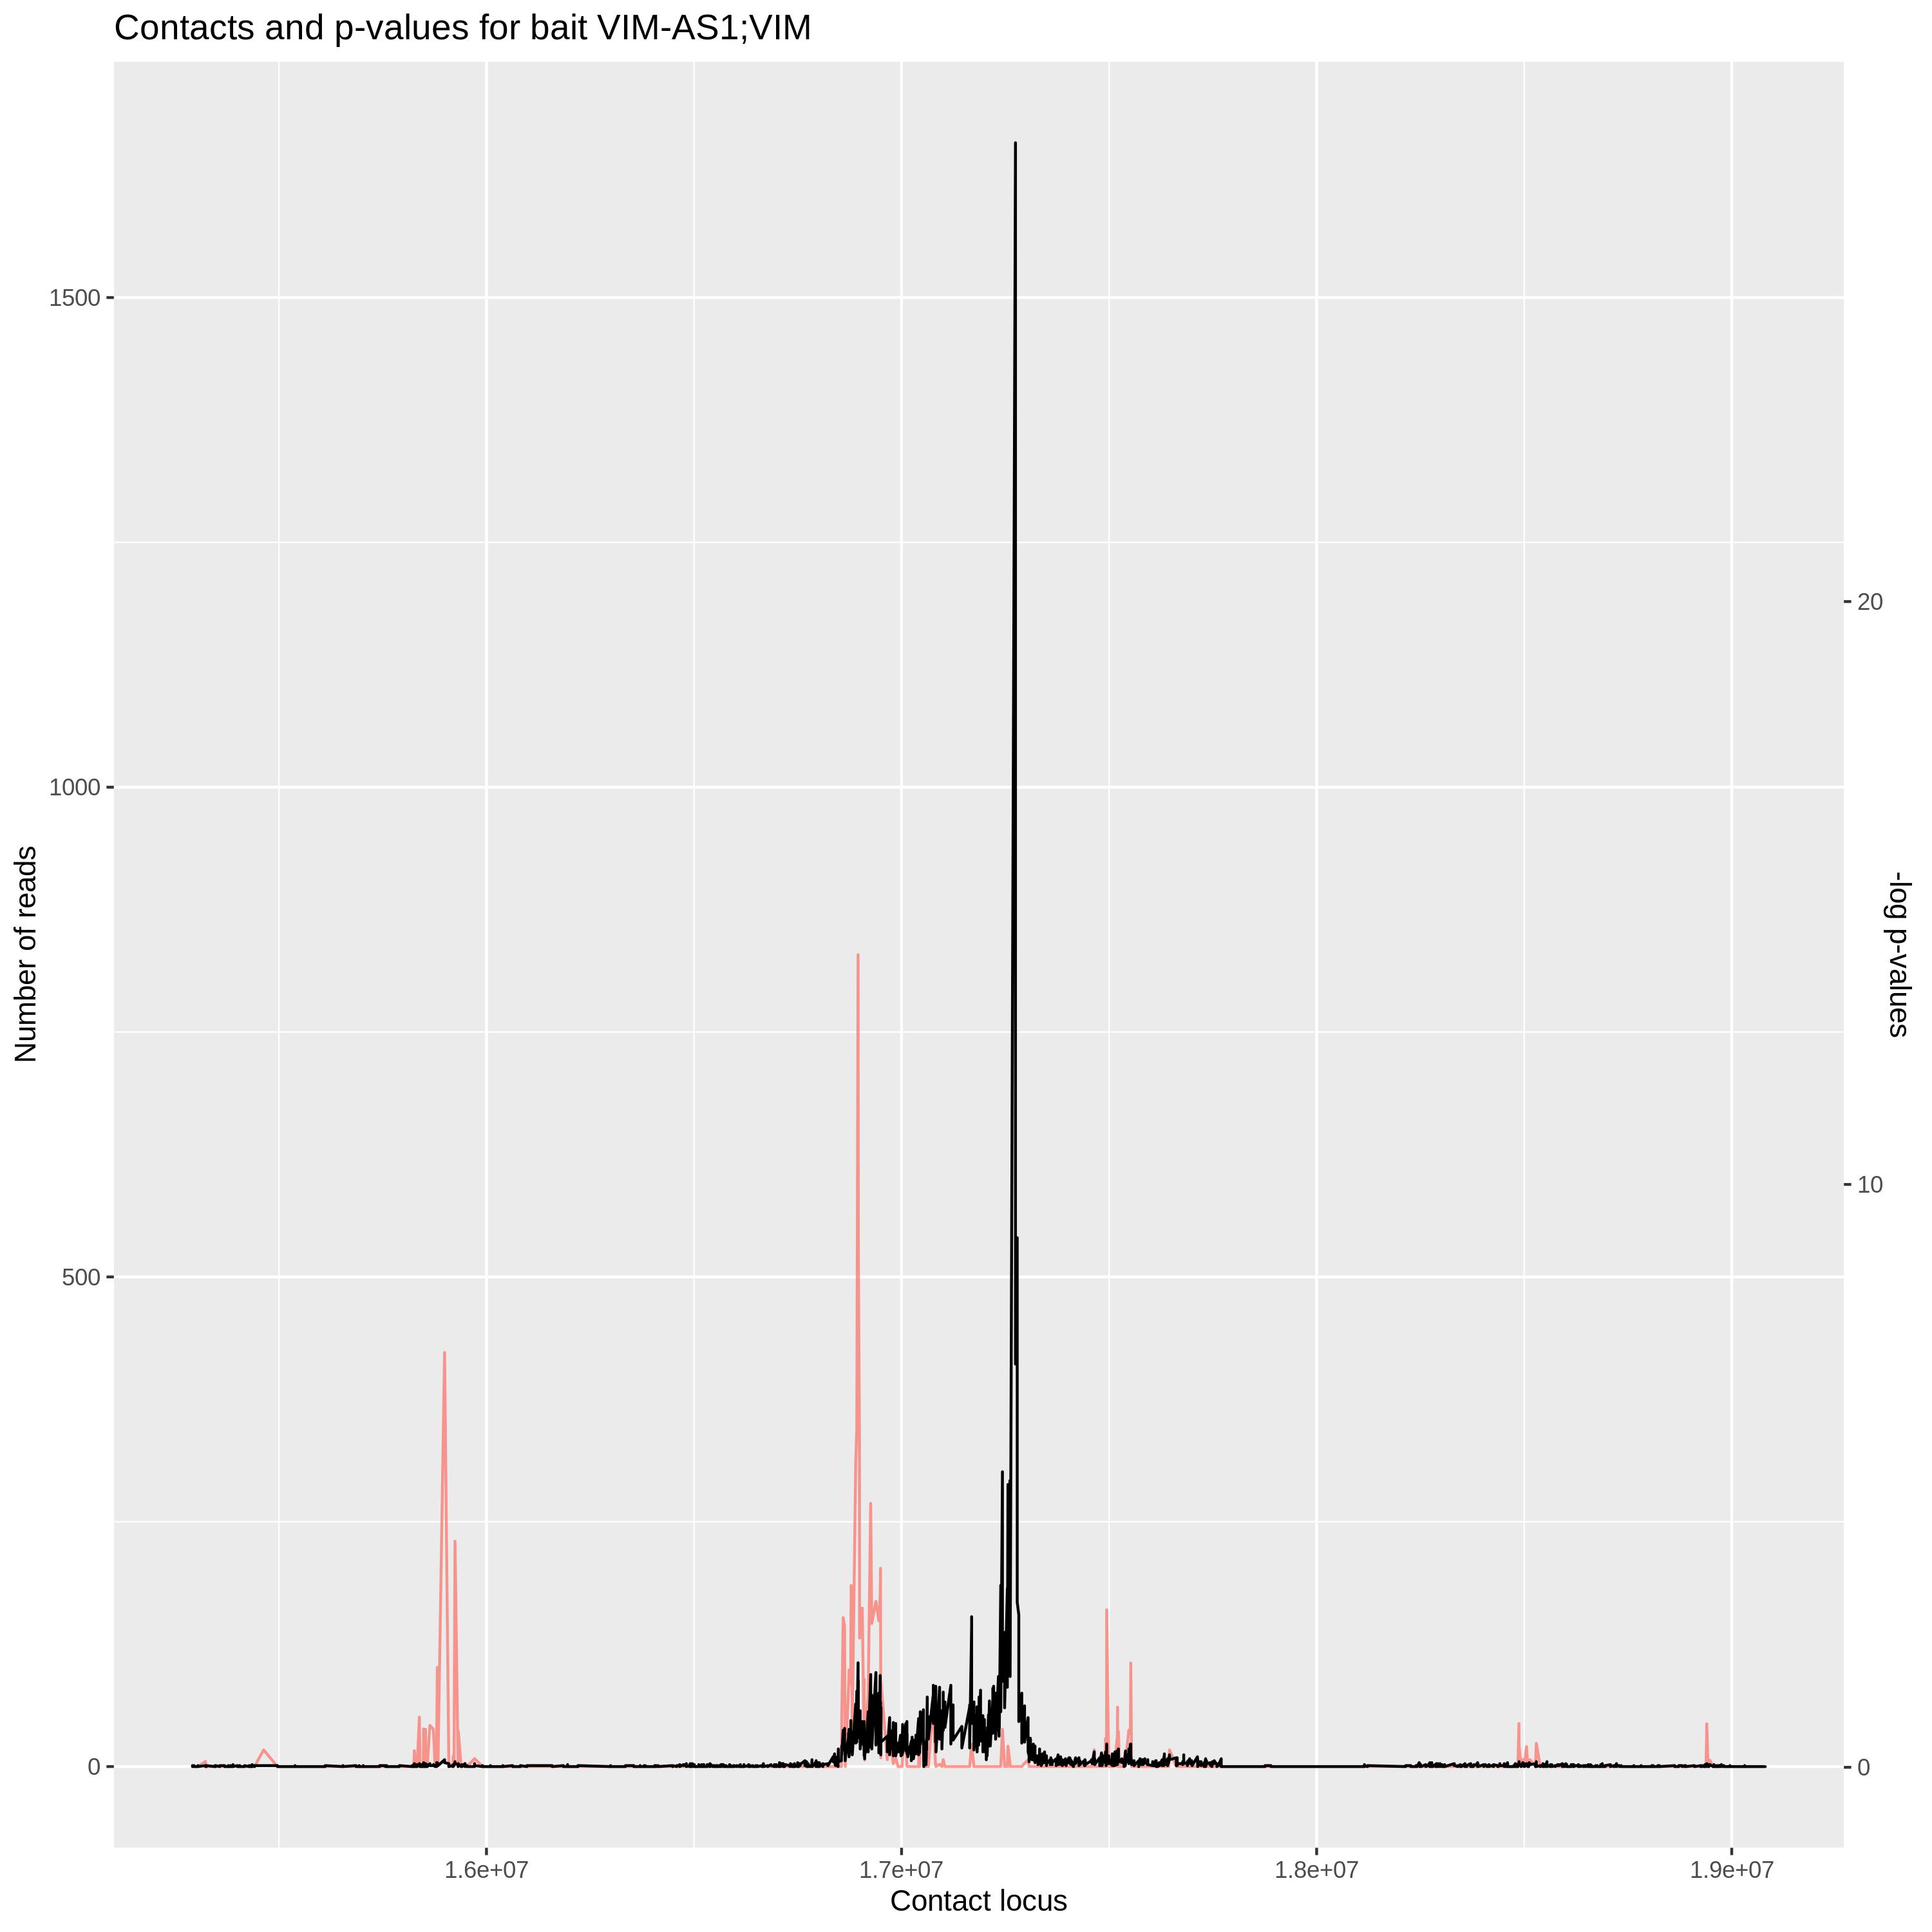 Contacts and p-values for bait VIM-AS1;VIM
1500
1000
500
0
Number of reads
20
10
0
-log p-values
1.6e+07
1.7e+07
1.8e+07
1.9e+07
Contact locus